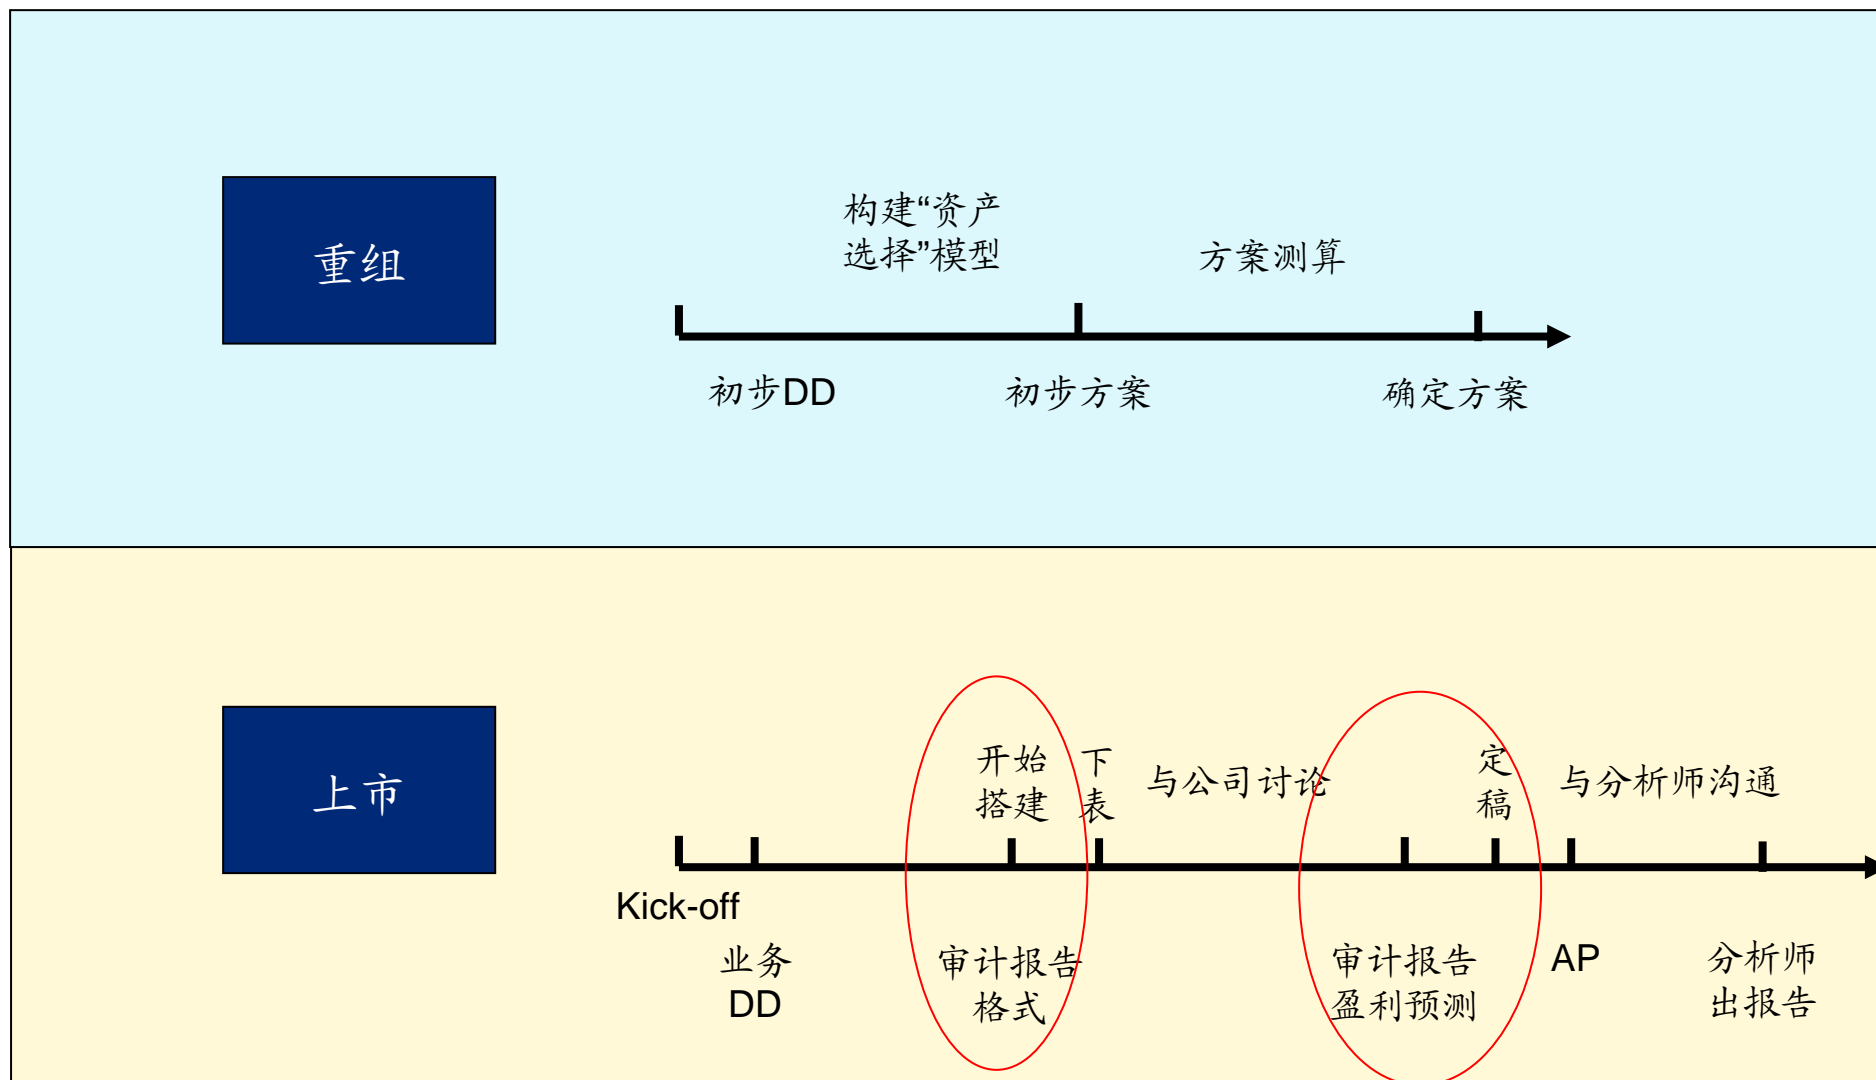 重组
构建“资产
选择”模型
方案测算
初步DD
初步方案
确定方案
上市
开始
搭建
下
表
与公司讨论
定
稿
与分析师沟通
Kick-off
业务
DD
审计报告
格式
审计报告
盈利预测
AP
分析师
出报告